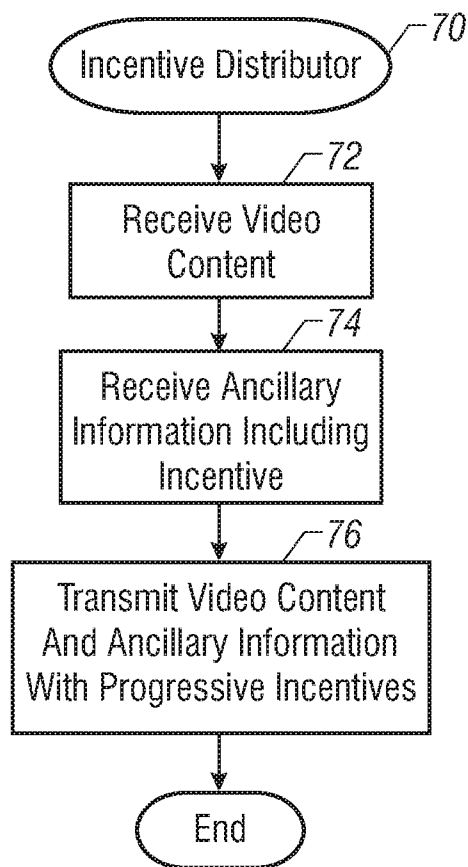 70
Incentive Distributor
72
Receive Video
Content
74
Receive Ancillary
Information Including
Incentive
76
Transmit Video Content
And Ancillary Information
With Progressive Incentives
End